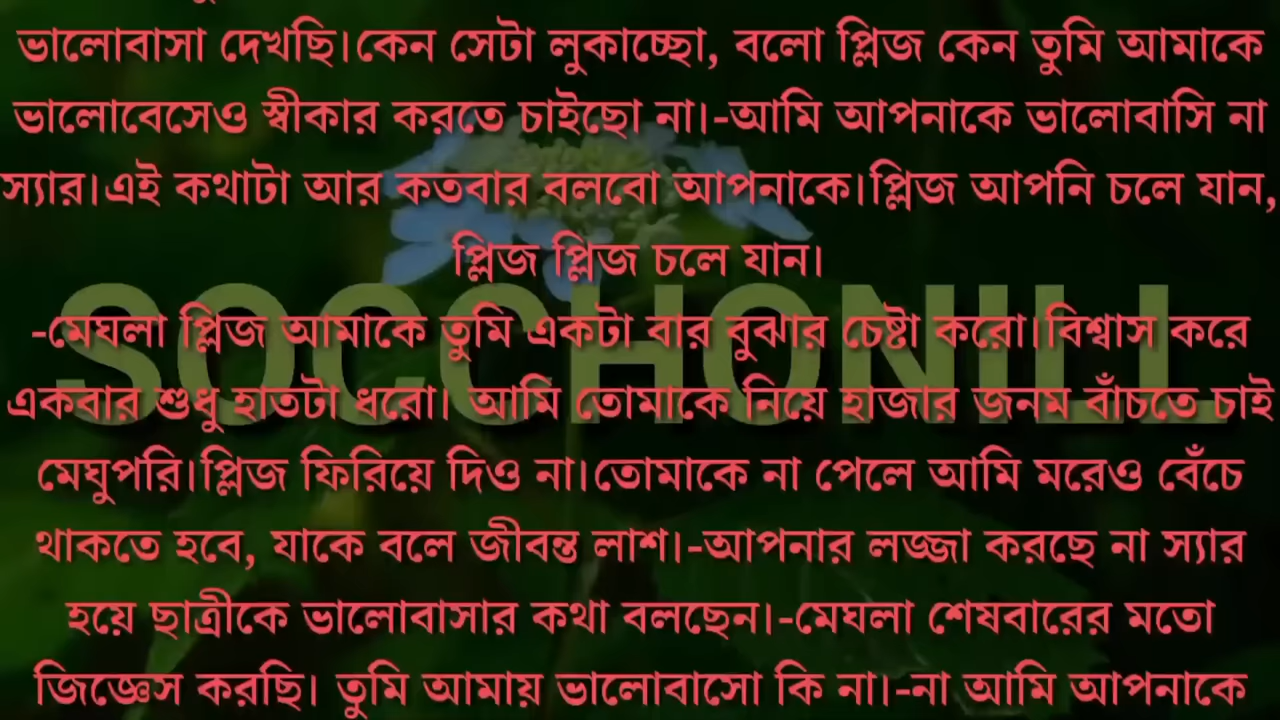 ভালোবাসা দেখছি।কেন সেটা লুকাচ্ছো, বলো প্লিজ কেন তুমি আমাকে
ভালোবেসেও স্বীকার করতে চাইছো না।-আমি আপনাকে ভালোবাসি না
স্যার।এই কথাটা আর কতবার বলবো আপনাকে।প্লিজ আপনি চলে যান,
প্লিজ প্লিজ চলে যান।
SOCCHONILL
-মেঘলা প্লিজ আমাকে তুমি একটা বার বুঝার চেষ্টা করো।বিশ্বাস করে
একবার শুধু হাতটা ধরো। আমি তোমাকে নিয়ে হাজার জনম বাঁচতে চাই
মেঘুপরি।প্লিজ ফিরিয়ে দিও না।তোমাকে না পেলে আমি মরেও বেঁচে
থাকতে হবে, যাকে বলে জীবন্ত লাশ।-আপনার লজ্জা করছে না স্যার
হয়ে ছাত্রীকে ভালোবাসার কথা বলছেন।-মেঘলা শেষবারের মতো
জিজ্ঞেস করছি। তুমি আমায় ভালোবাসো কি না।-না আমি আপনাকে